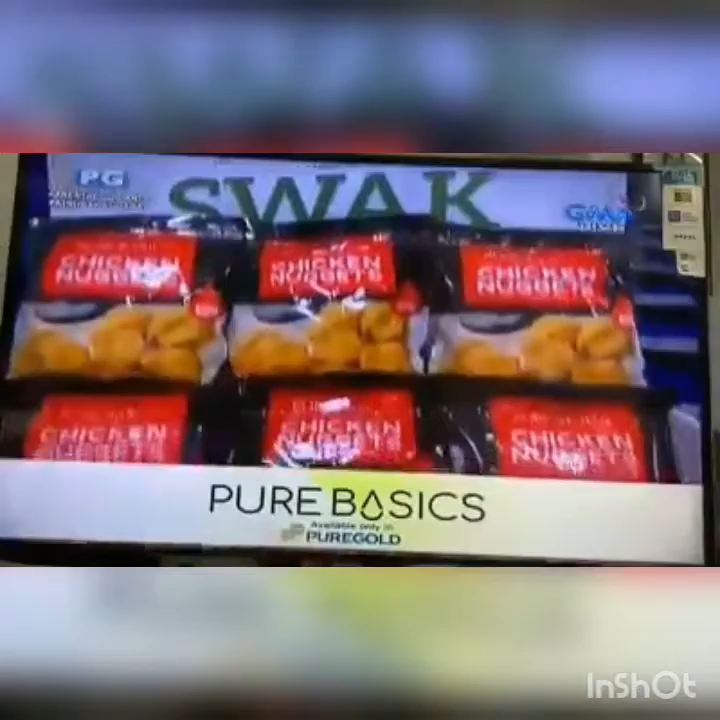 PG
SWAK
GMA
CHICKEN
NUGGETS
CHICKEN
NUGGETS
CHICKEN
NUGGETS
CHICKEN
NUGGETS
CHICKEN
NUGGETS
CHICKEN
NUGGETS
PURE BASICS
Available only in
PUREGOLD
InShOt